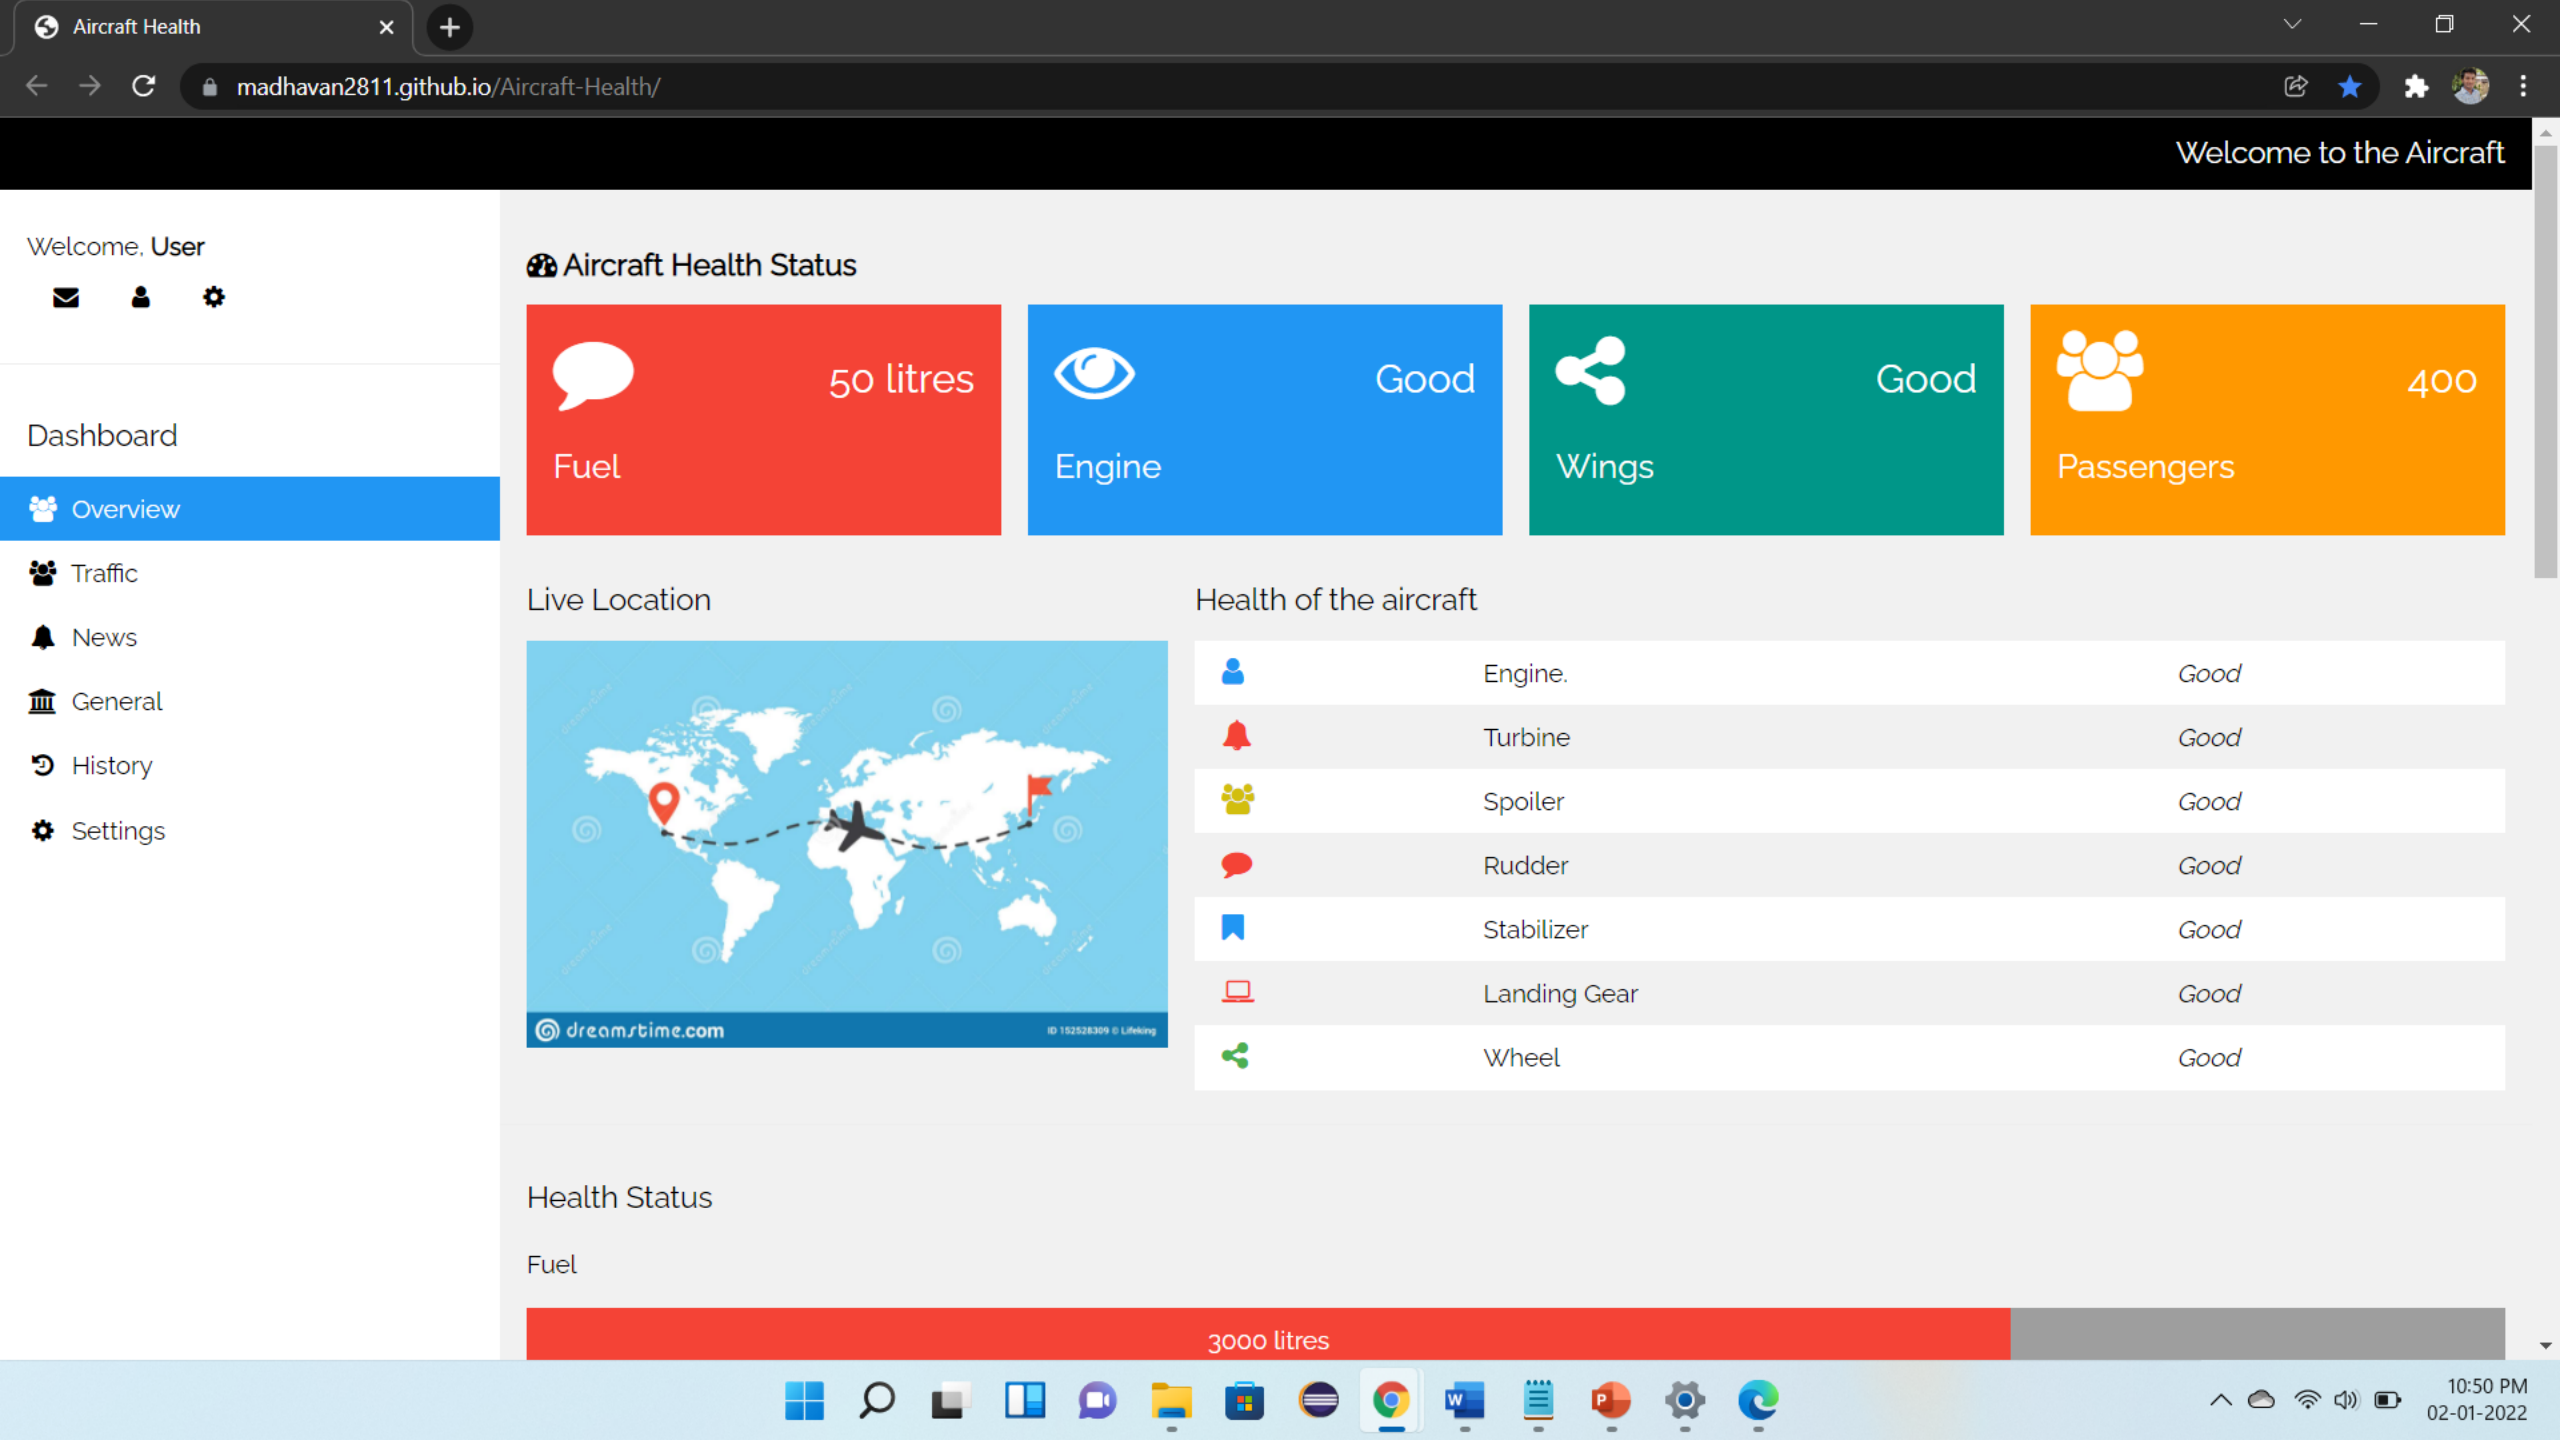 Aircraft Health
madhavan2811.github.io/Aircraft-Health/
Welcome to the Aircraft
Welcome, User
Dashboard
Overview
Traffic
News
General
History
Settings
Aircraft Health Status
50 litres
Fuel
Good
Engine
Good
Wings
400
Passengers
Live Location
dreamstime.com
ID 152528309 © Lifeking
Health of the aircraft
Engine. Good
Turbine Good
Spoiler Good
Rudder Good
Stabilizer Good
Landing Gear Good
Wheel Good
Health Status
Fuel
3000 litres
10:50 PM
02-01-2022